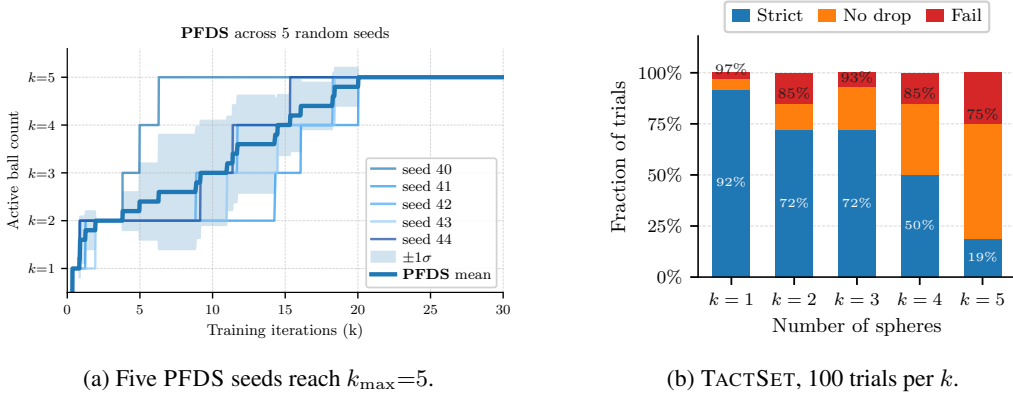 PFDS across 5 random seeds
Active ball count
k=5
k=4
k=3
k=2
k=1
0 5 10 15 20 25 30
Training iterations (k)
seed 40
seed 41
seed 42
seed 43
seed 44
±1σ
PFDS mean
(a) Five PFDS seeds reach kmax=5.
Strict No drop Fail
Fraction of trials
100%
75%
50%
25%
0%
97% 85% 93% 85% 75%
92% 72% 72% 50% 19%
k = 1 k = 2 k = 3 k = 4 k = 5
Number of spheres
(b) TACTSET, 100 trials per k.